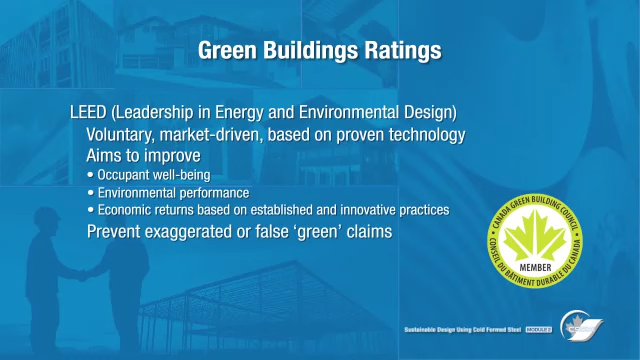 Green Buildings Ratings
LEED (Leadership in Energy and Environmental Design)
Voluntary, market-driven, based on proven technology
Aims to improve
• Occupant well-being
• Environmental performance
• Economic returns based on established and innovative practices
Prevent exaggerated or false ‘green’ claims
• CANADA GREEN BUILDING COUNCIL •
MEMBER
CONSEIL DU BÂTIMENT DURABLE DU CANADA
Sustainable Design Using Cold Formed Steel MODULE 2